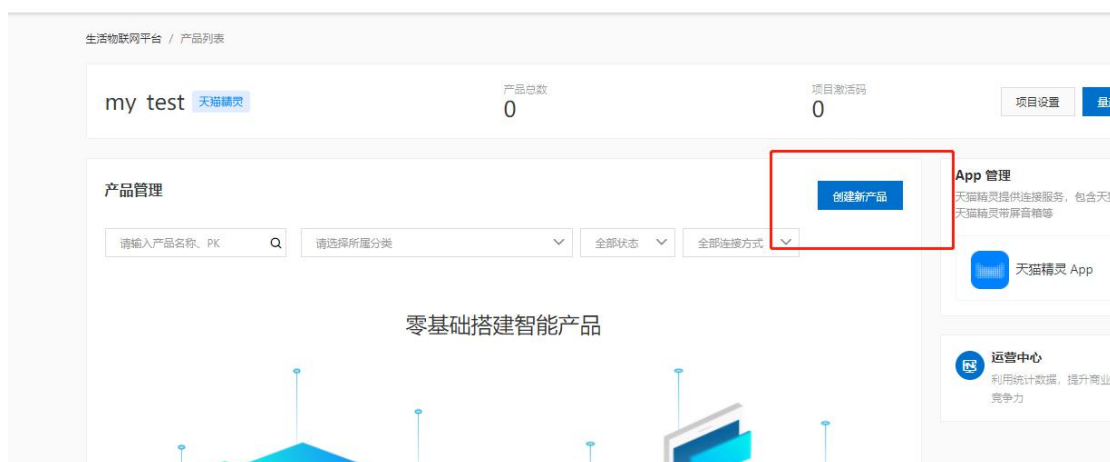 生活物联网平台 / 产品列表
my test 天猫精灵
产品总数
0
项目激活码
0
项目设置
产品管理
创建新产品
请输入产品名称、PK
请选择所属分类
全部状态
全部连接方式
零基础搭建智能产品
App 管理
天猫精灵提供连接服务，包含天猫
天猫精灵带屏音箱等
天猫精灵 App
运营中心
利用统计数据，提升商业
竞争力